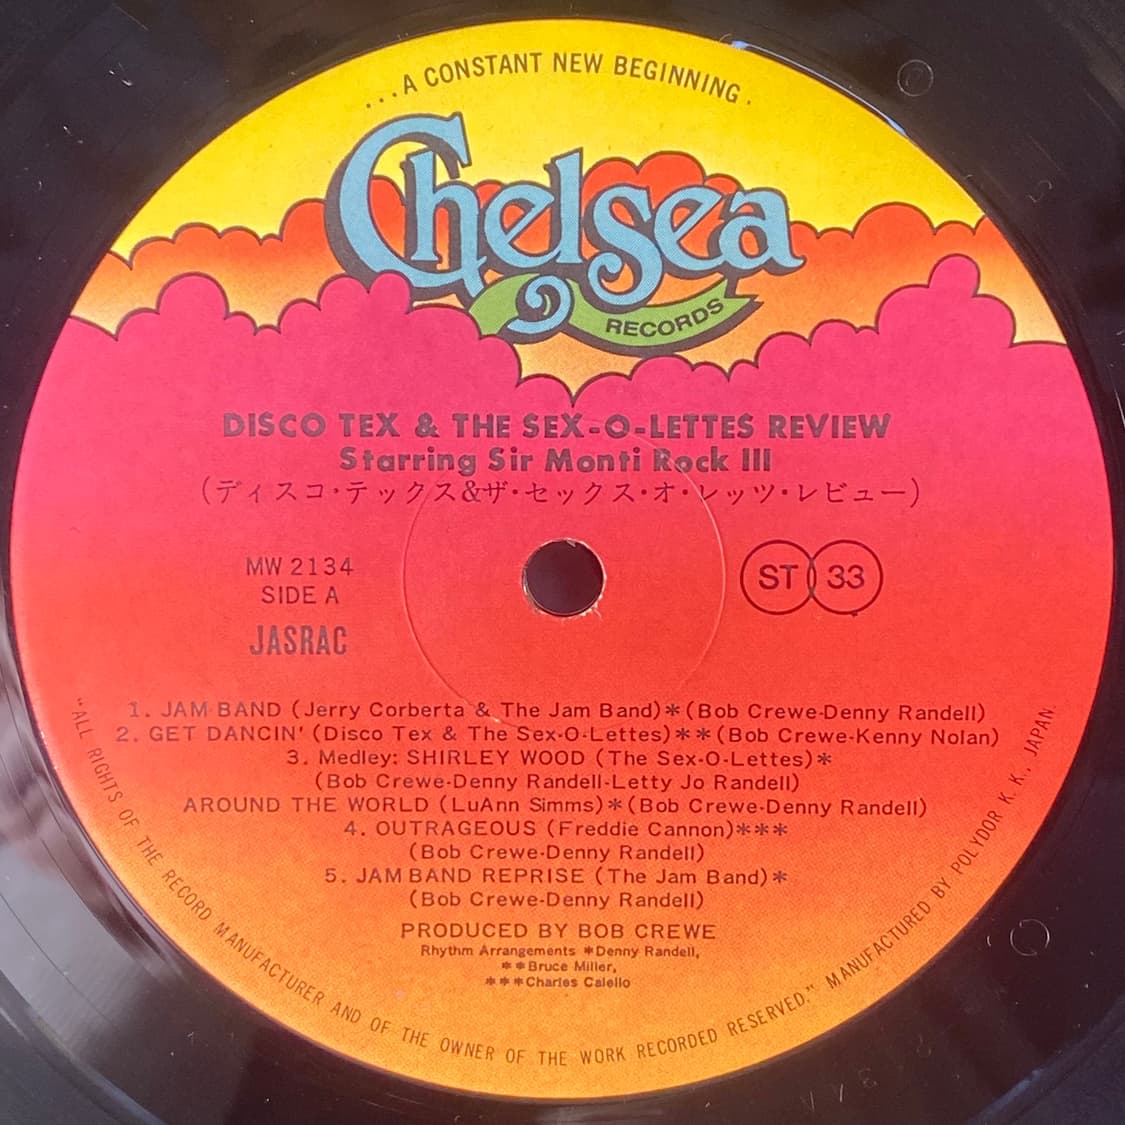 ...A CONSTANT NEW BEGINNING.
Chelsea
RECORDS
DISCO TEX & THE SEX-O-LETTES REVIEW
Starring Sir Monti Rock III
(ディスコ・テックス&ザ・セックス・オ・レッツ・レビュー)
MW 2134
SIDE A
JASRAC
ST 33
1. JAM BAND (Jerry Corberta & The Jam Band)*(Bob Crewe-Denny Randell)
2. GET DANCIN' (Disco Tex & The Sex-O-Lettes)**(Bob Crewe-Kenny Nolan)
3. Medley: SHIRLEY WOOD (The Sex-O-Lettes)*
(Bob Crewe-Denny Randell-Letty Jo Randell)
AROUND THE WORLD (LuAnn Simms)*(Bob Crewe-Denny Randell)
4. OUTRAGEOUS (Freddie Cannon)***
(Bob Crewe-Denny Randell)
5. JAM BAND REPRISE (The Jam Band)*
(Bob Crewe-Denny Randell)
PRODUCED BY BOB CREWE
Rhythm Arrangements *Denny Randell,
**Bruce Miller,
***Charles Calello
"ALL RIGHTS OF THE RECORD MANUFACTURER AND OF THE OWNER OF THE WORK RECORDED RESERVED." MANUFACTURED BY POLYDOR K. K., JAPAN.